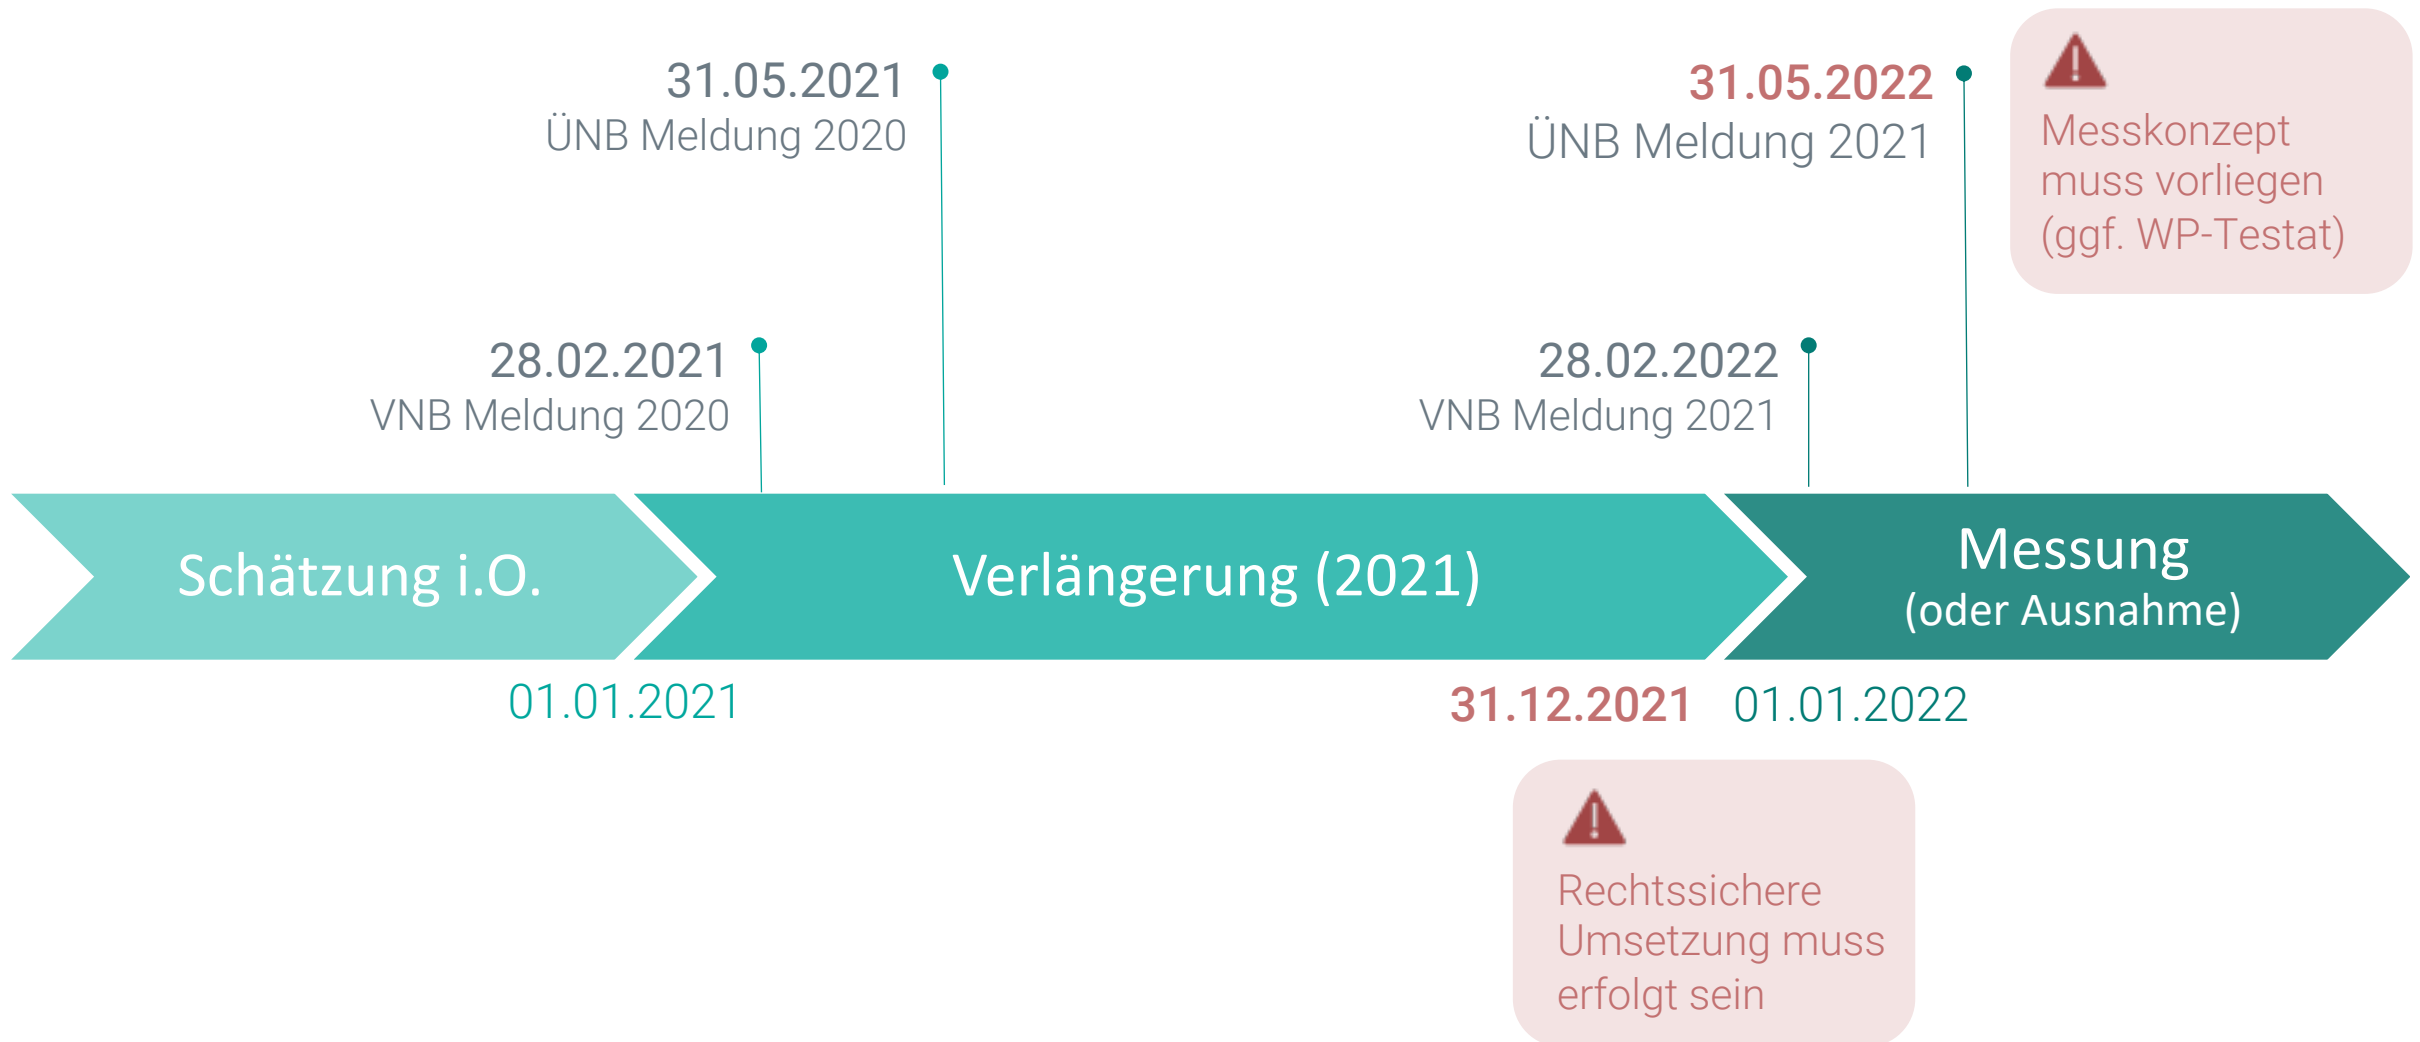 31.05.2021
ÜNB Meldung 2020
31.05.2022
ÜNB Meldung 2021
Messkonzept
muss vorliegen
(ggf. WP-Testat)
28.02.2021
VNB Meldung 2020
28.02.2022
VNB Meldung 2021
Schätzung i.O.
Verlängerung (2021)
Messung
(oder Ausnahme)
01.01.2021
31.12.2021
01.01.2022
Rechtssichere
Umsetzung muss
erfolgt sein